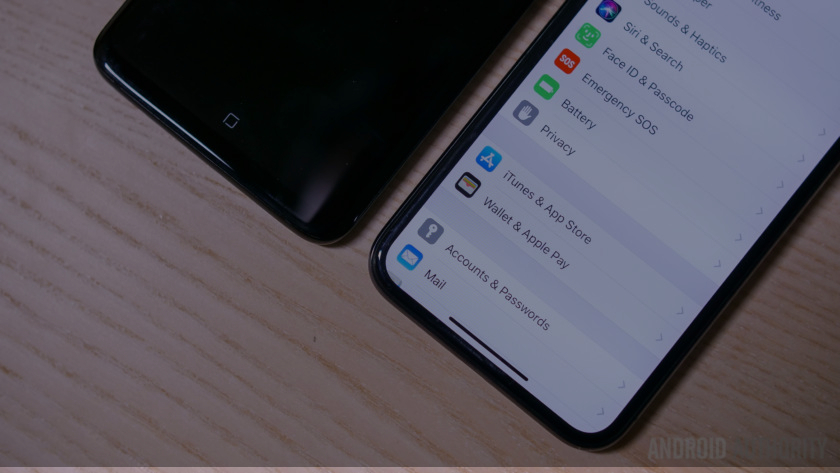 Sounds & Haptics
Siri & Search
Face ID & Passcode
SOS
Emergency SOS
Battery
Privacy
iTunes & App Store
Wallet & Apple Pay
Accounts & Passwords
Mail
ANDROID AUTHORITY